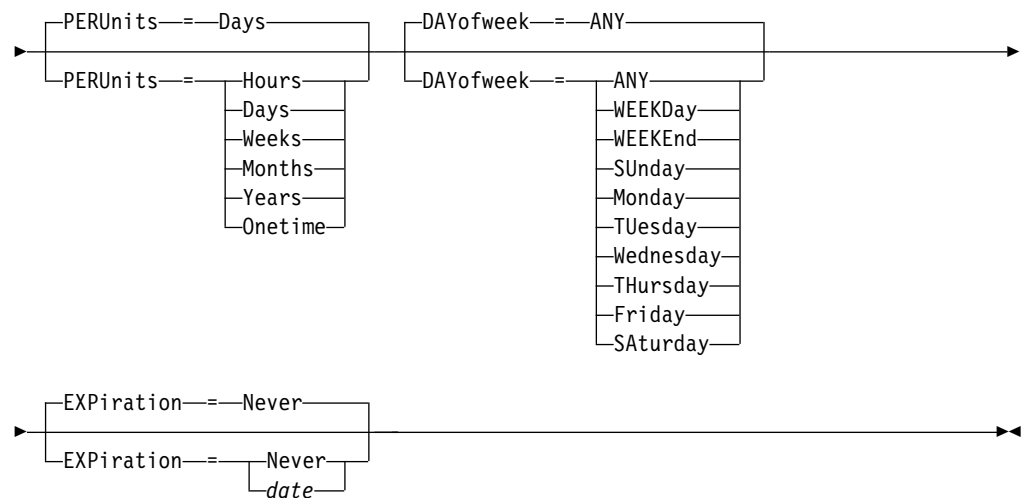 PERUnits = Days DAYofweek = ANY
PERUnits = Hours DAYofweek = ANY
Days WEEKDay
Weeks WEEKEnd
Months SUnday
Years Monday
Onetime TUesday
Wednesday
THursday
Friday
SAturday
EXPiration = Never
EXPiration = Never
date